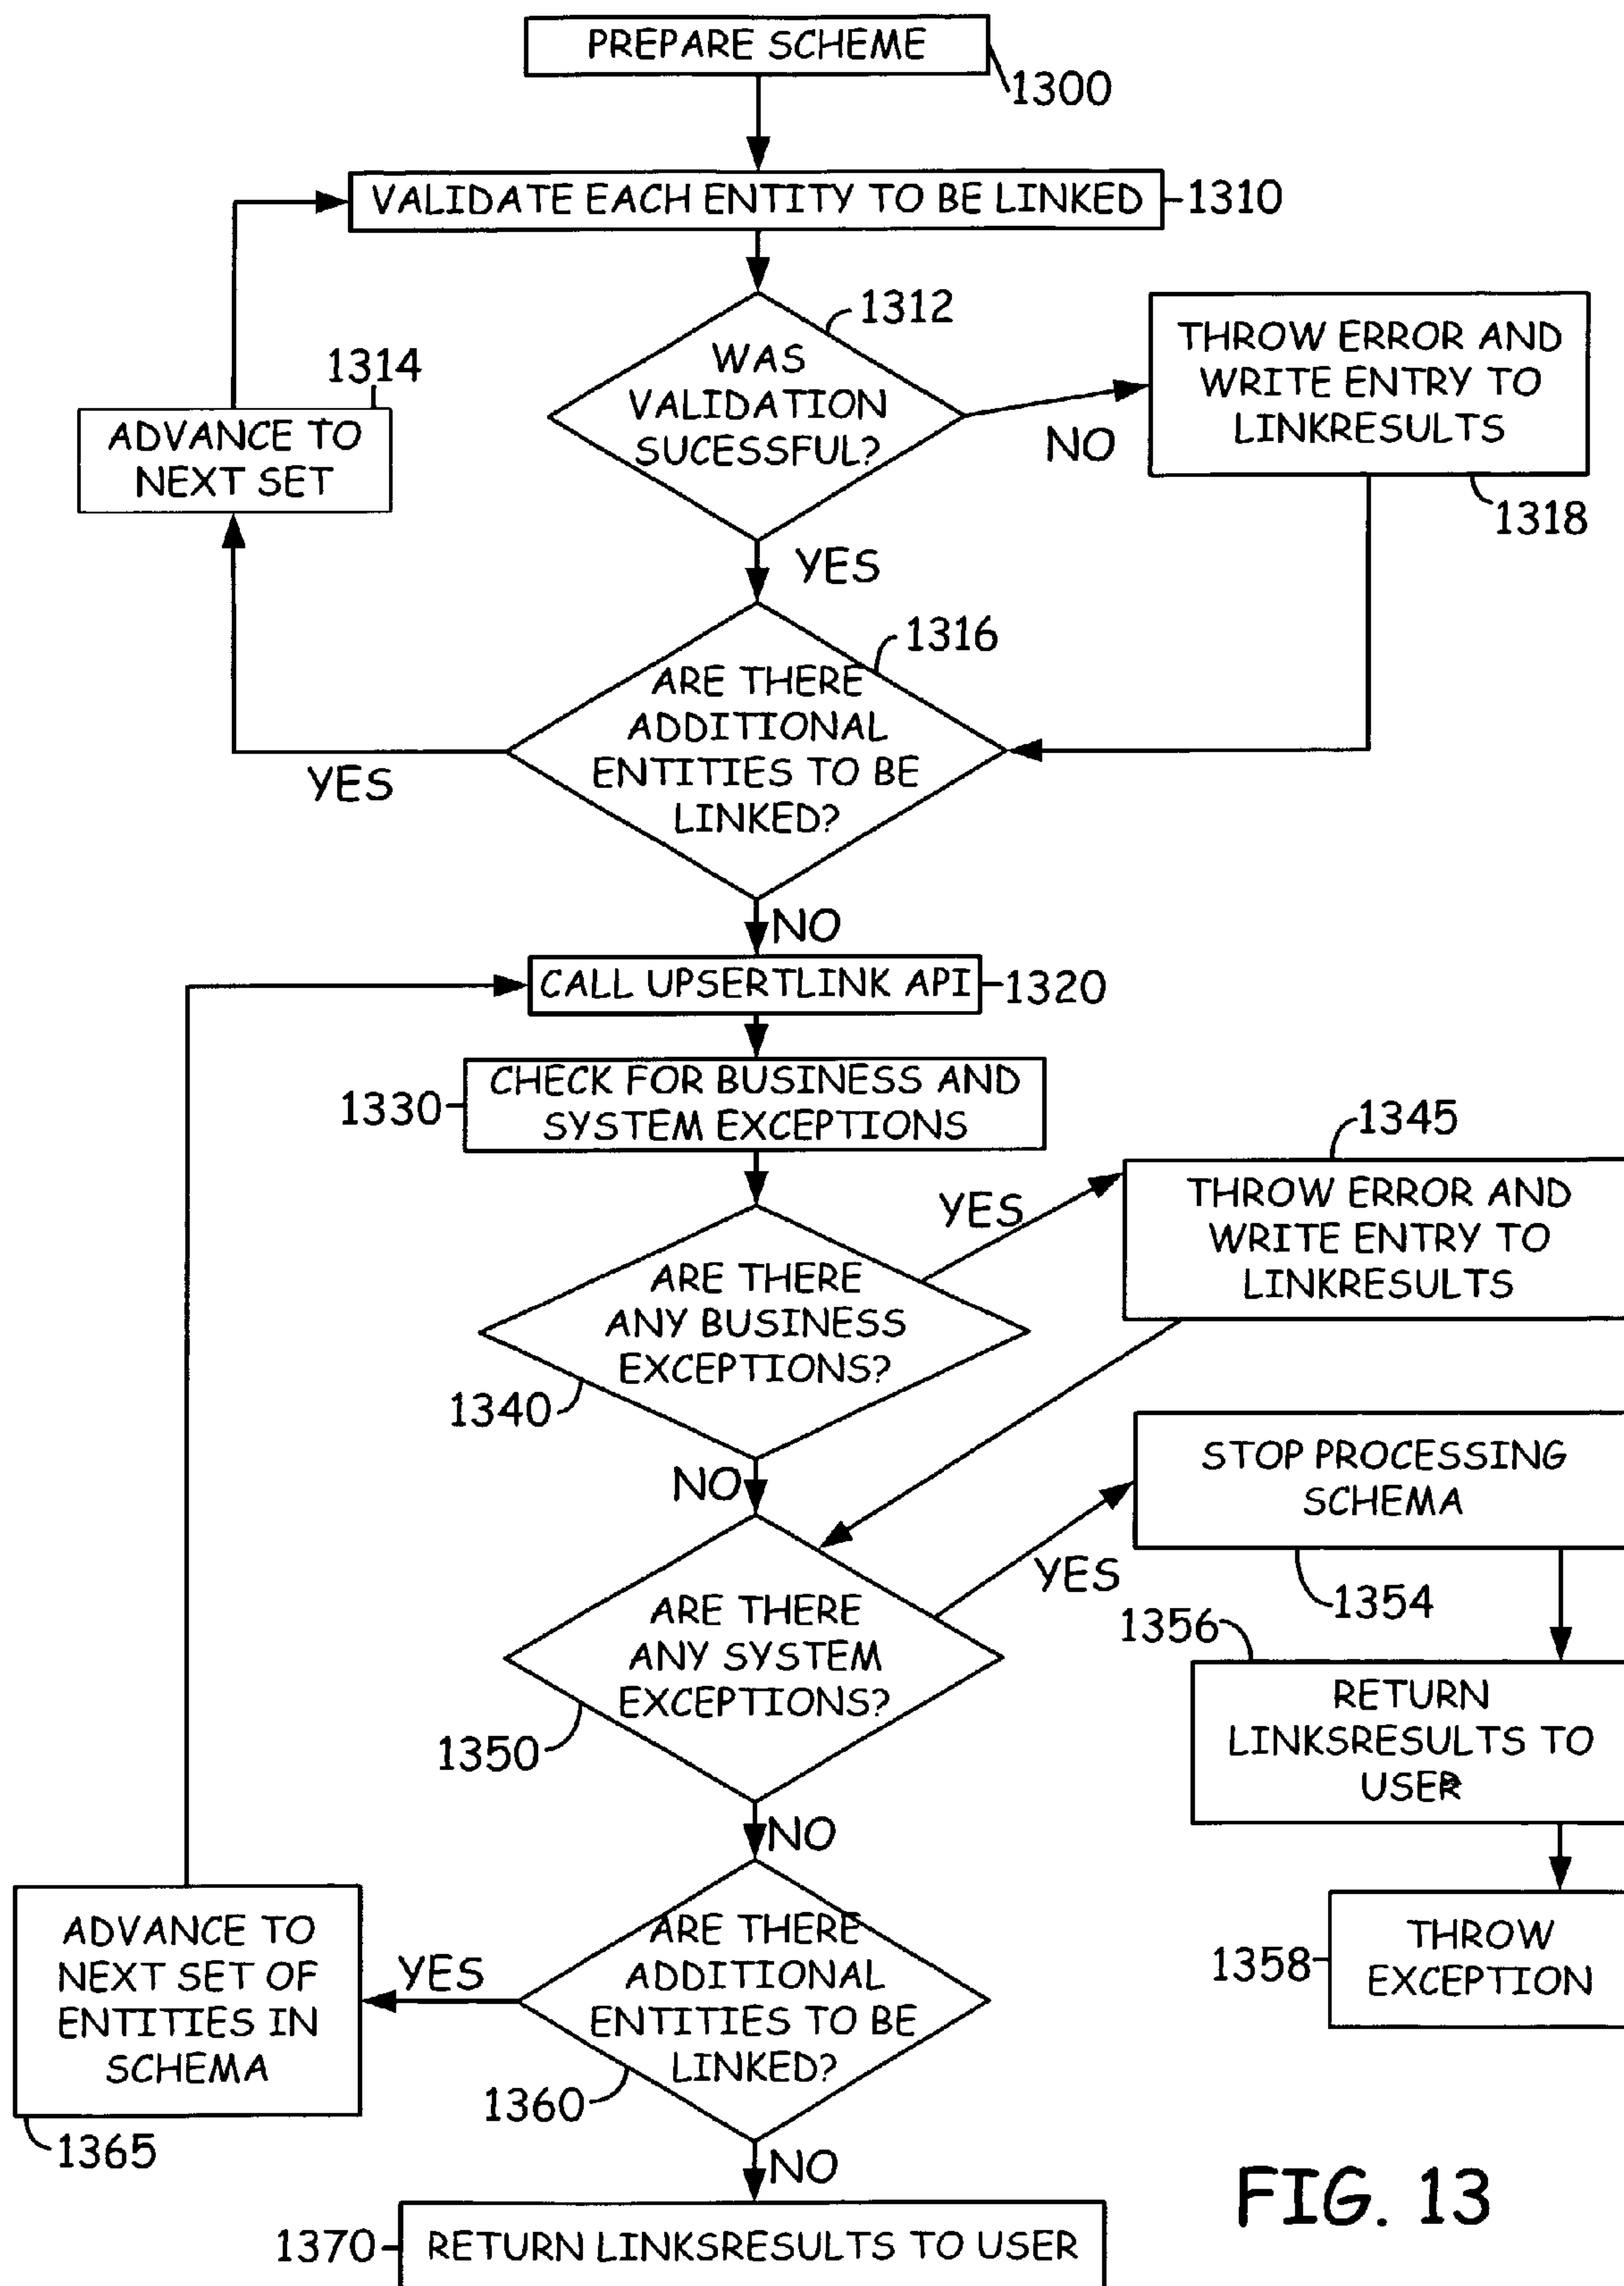 PREPARE SCHEME
1300
VALIDATE EACH ENTITY TO BE LINKED
1310
1312
WAS
VALIDATION
SUCESSFUL?
THROW ERROR AND
WRITE ENTRY TO
LINKRESULTS
1314
ADVANCE TO
NEXT SET
NO
1318
YES
1316
ARE THERE
ADDITIONAL
ENTITIES TO BE
LINKED?
YES
NO
CALL UPSERTLINK API
1320
CHECK FOR BUSINESS AND
SYSTEM EXCEPTIONS
1330
1345
YES
THROW ERROR AND
WRITE ENTRY TO
LINKRESULTS
ARE THERE
ANY BUSINESS
EXCEPTIONS?
1340
NO
STOP PROCESSING
SCHEMA
YES
1354
1356
ARE THERE
ANY SYSTEM
EXCEPTIONS?
1350
RETURN
LINKSRESULTS TO
USER
NO
ADVANCE TO
NEXT SET OF
ENTITIES IN
SCHEMA
YES
ARE THERE
ADDITIONAL
ENTITIES TO BE
LINKED?
1358
THROW
EXCEPTION
1360
1365
NO
FIG. 13
1370
RETURN LINKSRESULTS TO USER